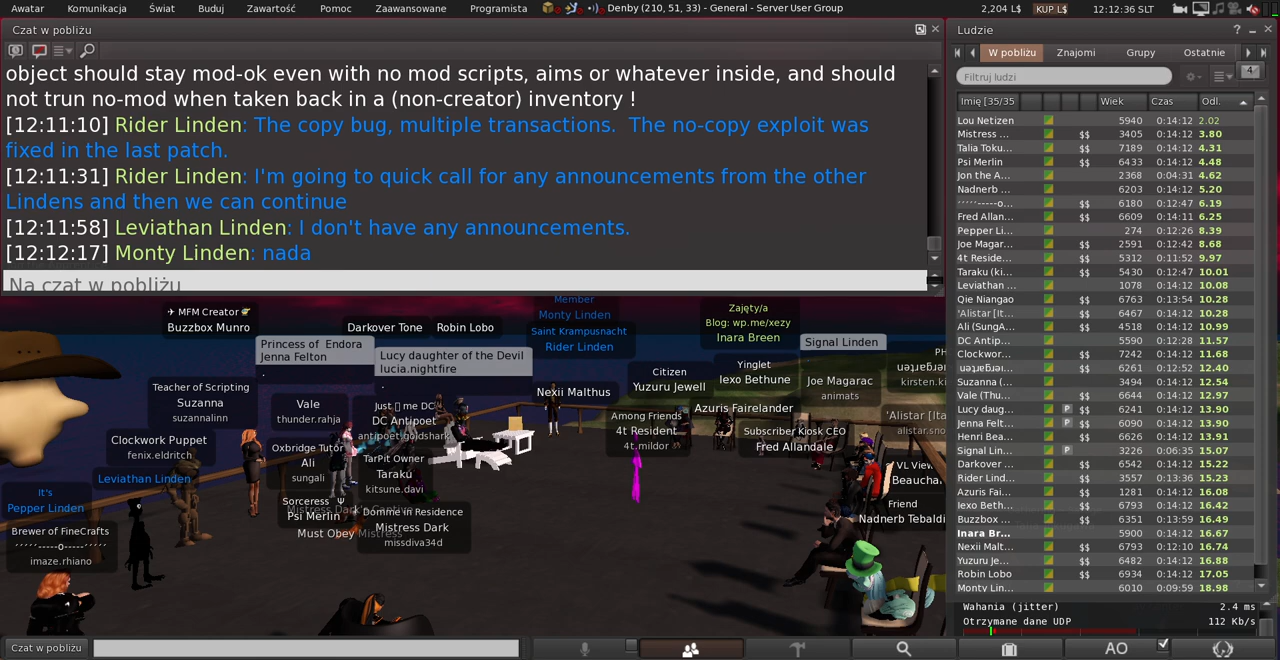 Awatar Komunikacja Świat Buduj Zawartość Pomoc Zaawansowane Programista Denby (210, 51, 33) - General - Server User Group 2,204 L$ KUP L$ 12:12:36 SLT
Czat w pobliżu
object should stay mod-ok even with no mod scripts, aims or whatever inside, and should
not trun no-mod when taken back in a (non-creator) inventory !
[12:11:10] Rider Linden: The copy bug, multiple transactions. The no-copy exploit was
fixed in the last patch.
[12:11:31] Rider Linden: I'm going to quick call for any announcements from the other
Lindens and then we can continue
[12:11:58] Leviathan Linden: I don't have any announcements.
[12:12:17] Monty Linden: nada
Na czat w pobliżu
Member
Monty Linden
Saint Krampusnacht
Rider Linden
Zajęty/a
Blog: wp.me/xezy
Inara Breen
✈ MFM Creator
Buzzbox Munro
Darkover Tone
Robin Lobo
Princess of Endora
Jenna Felton
.
Lucy daughter of the Devil
lucia.nightfire
.
Signal Linden
Yinglet
Iexo Bethune
Citizen
Yuzuru Jewell
Joe Magarac
animats
kirsten.ki
Teacher of Scripting
Suzanna
suzannalinn
Nexii Malthus
Vale
thunder.rahja
Just me DC
DC Antipoet
antipoet.goldshark
Azuris Fairelander
Among Friends
4t Resident
4t.mildor
Subscriber Kiosk CEO
Fred Allandale
'Alistar [Ita
alistar.sno
Clockwork Puppet
fenix.eldritch
Oxbridge Tutor
Ali
sungali
TarPit Owner
Taraku
kitsune.davi
VL View
Beaucha
Leviathan Linden
It's
Pepper Linden
Sorceress Ψ
Psi Merlin
Mistress Dark's Captive
Must Obey Mistress
Domme in Residence
Mistress Dark
missdiva34d
Friend
Nadnerb Tebaldi
Brewer of FineCrafts
´´´´´-----o-----´´´´´
imaze.rhiano
Czat w pobliżu
Ludzie
W pobliżu Znajomi Grupy Ostatnie
Filtruj ludzi 4
Imię [35/35 Wiek Czas Odl.
Lou Netizen 5940 0:14:12 2.02
Mistress ... $$ 3405 0:14:12 3.80
Talia Toku... $$ 7189 0:14:12 4.31
Psi Merlin $$ 6433 0:14:12 4.48
Jon the A... 2368 0:04:31 4.62
Nadnerb ... 6203 0:14:12 5.20
´´´´´-----o... $$ 6180 0:12:47 6.19
Fred Allan... $$ 6609 0:14:11 6.25
Pepper Li... 274 0:12:26 8.39
Joe Magar... $$ 2591 0:12:42 8.68
4t Reside... $$ 5312 0:11:52 9.97
Taraku (ki... $$ 5430 0:12:47 10.01
Leviathan ... 1078 0:14:12 10.08
Qie Niangao $$ 6763 0:13:54 10.28
'Alistar [It... $$ 6467 0:14:12 10.28
Ali (SungA... $$ 4518 0:14:12 10.99
DC Antip... $$ 5590 0:12:28 11.57
Clockwor... $$ 7242 0:14:12 11.68
$$ 6261 0:12:52 12.40
Suzanna (... 3494 0:14:12 12.54
Vale (Thu... $$ 6644 0:14:12 12.97
Lucy daug... P $$ 6241 0:14:12 13.90
Jenna Felt... P $$ 6090 0:14:12 13.90
Henri Bea... $$ 6626 0:14:12 13.91
Signal Lin... P 3226 0:06:35 15.07
Darkover ... $$ 6542 0:14:12 15.22
Rider Lind... $$ 3557 0:13:36 15.23
Azuris Fai... $$ 1281 0:14:12 16.08
Iexo Beth... $$ 6793 0:14:12 16.42
Buzzbox ... $$ 6351 0:13:59 16.49
Inara Br... 5900 0:14:12 16.67
Nexii Malt... $$ 6793 0:12:10 16.74
Yuzuru Je... $$ 6482 0:14:12 16.88
Robin Lobo $$ 6934 0:14:12 17.05
Monty Lin... 6010 0:09:59 18.98
Wahania (jitter) 2.4 ms
Otrzymane dane UDP 112 Kb/s
AO